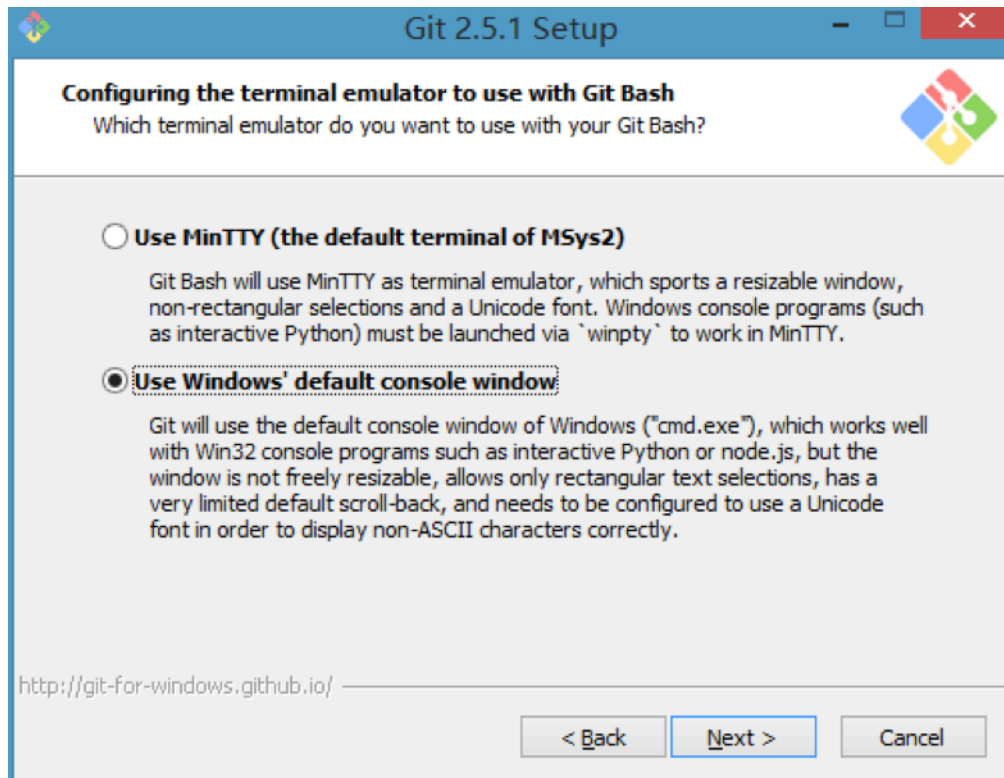 Git 2.5.1 Setup
Configuring the terminal emulator to use with Git Bash
Which terminal emulator do you want to use with your Git Bash?
Use MinTTY (the default terminal of MSys2)
Git Bash will use MinTTY as terminal emulator, which sports a resizable window,
non-rectangular selections and a Unicode font. Windows console programs (such
as interactive Python) must be launched via `winpty` to work in MinTTY.
Use Windows' default console window
Git will use the default console window of Windows ("cmd.exe"), which works well
with Win32 console programs such as interactive Python or node.js, but the
window is not freely resizable, allows only rectangular text selections, has a
very limited default scroll-back, and needs to be configured to use a Unicode
font in order to display non-ASCII characters correctly.
http://git-for-windows.github.io/
< Back Next > Cancel